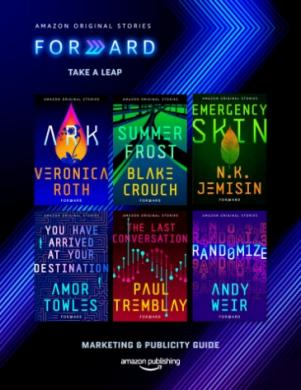 AMAZON ORIGINAL STORIES
FORWARD
TAKE A LEAP
AMAZON ORIGINAL STORIES
ARK
VERONICA
ROTH
FORWARD
AMAZON ORIGINAL STORIES
SUMMER
FROST
BLAKE
CROUCH
FORWARD
AMAZON ORIGINAL STORIES
EMERGENCY
SKIN
N.K.
JEMISIN
FORWARD
AMAZON ORIGINAL STORIES
YOU HAVE
ARRIVED
AT YOUR
DESTINATION
AMOR
TOWLES
FORWARD
AMAZON ORIGINAL STORIES
THE LAST
CONVERSATION
PAUL
TREMBLAY
FORWARD
AMAZON ORIGINAL STORIES
RANDOMIZE
ANDY
WEIR
FORWARD
MARKETING & PUBLICITY GUIDE
amazon publishing